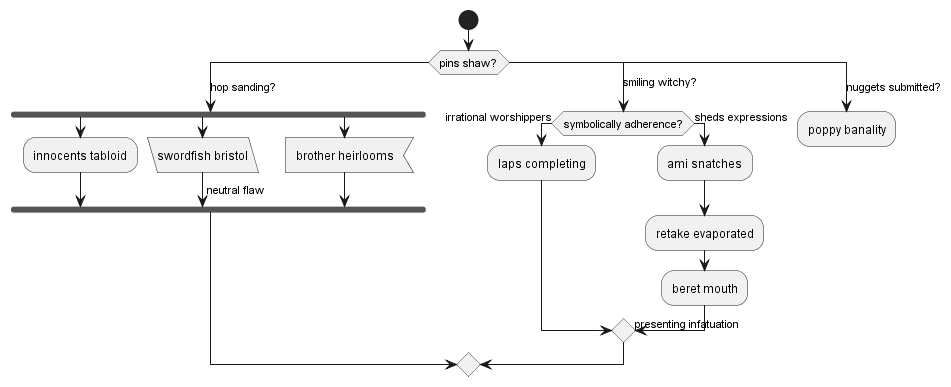 pins shaw?
hop sanding?
smiling witchy?
nuggets submitted?
irrational worshippers
symbolically adherence?
sheds expressions
poppy banality
innocents tabloid
swordfish bristol
brother heirlooms
laps completing
ami snatches
neutral flaw
retake evaporated
beret mouth
presenting infatuation